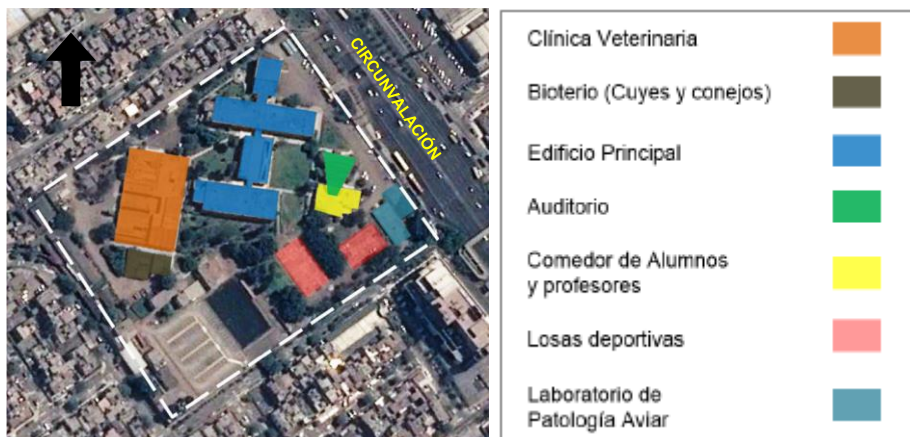 CIRCUNVALACIÓN
Clínica Veterinaria
Bioterio (Cuyes y conejos)
Edificio Principal
Auditorio
Comedor de Alumnos
y profesores
Losas deportivas
Laboratorio de
Patología Aviar